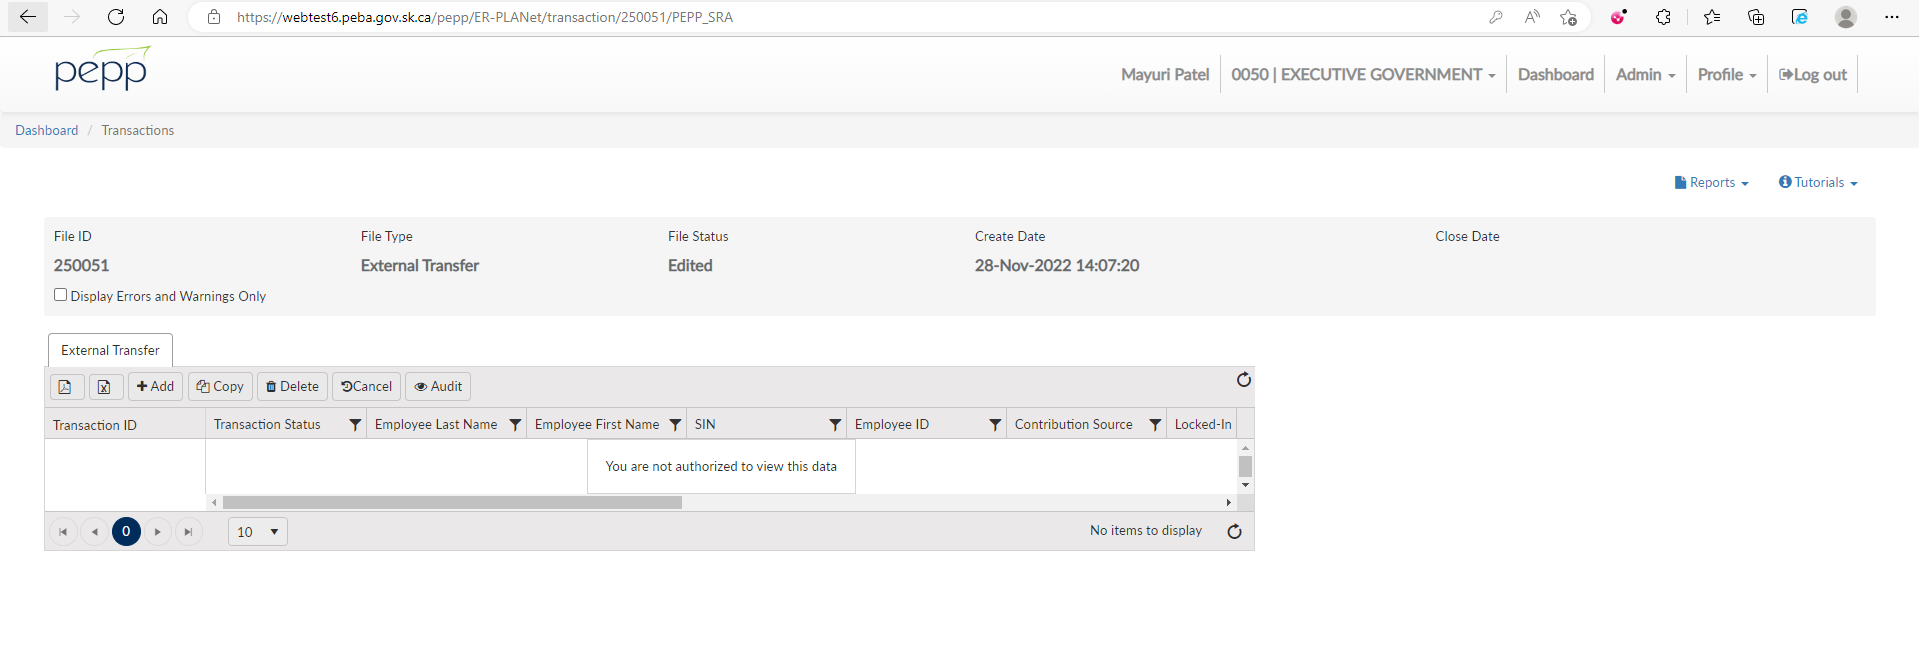 https://webtest6.peba.gov.sk.ca/pepp/ER-PLANet/transaction/250051/PEPP_SRA
pepp
Mayuri Patel 0050 | EXECUTIVE GOVERNMENT Dashboard Admin Profile Log out
Dashboard / Transactions
Reports Tutorials
File ID File Type File Status Create Date Close Date
250051 External Transfer Edited 28-Nov-2022 14:07:20
Display Errors and Warnings Only
External Transfer
Add Copy Delete Cancel Audit
Transaction ID Transaction Status Employee Last Name Employee First Name SIN Employee ID Contribution Source Locked-In
You are not authorized to view this data
0 10 No items to display